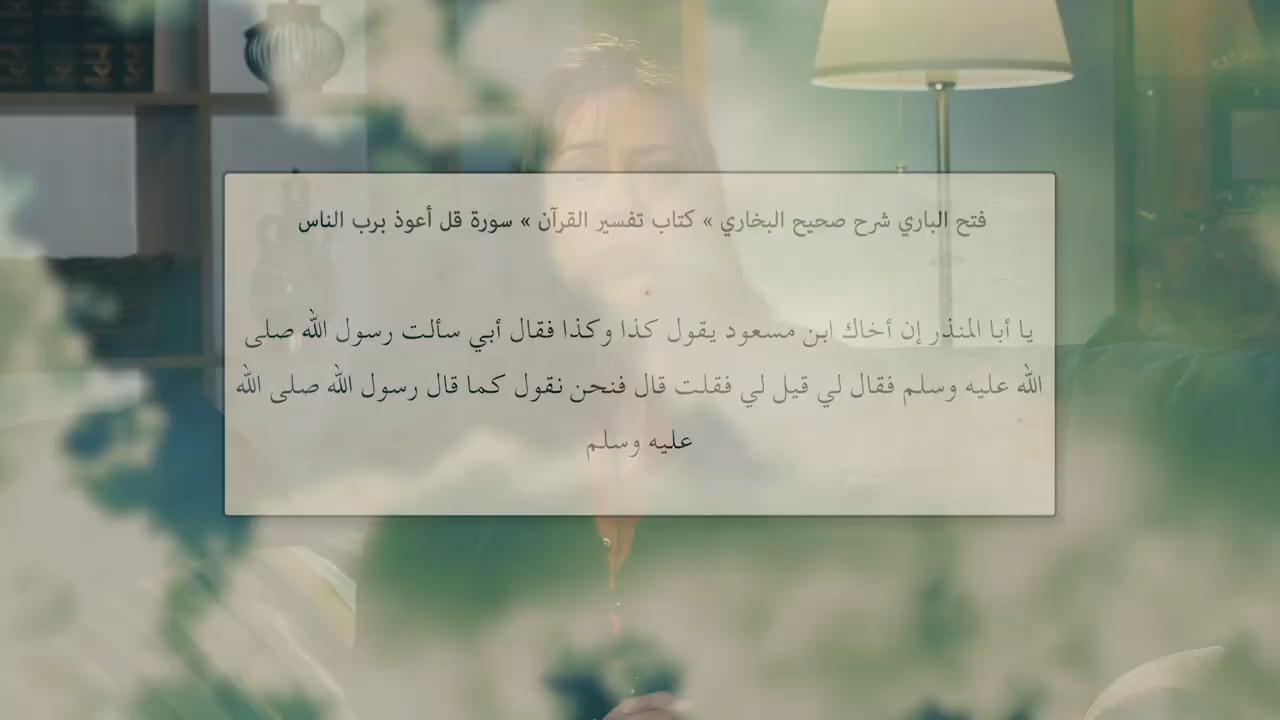 فتح الباري شرح صحيح البخاري » كتاب تفسير القرآن » سورة قل أعوذ برب الناس
يا أبا المنذر إن أخاك ابن مسعود يقول كذا وكذا فقال أبي سألت رسول الله صلى
الله عليه وسلم فقال لي قيل لي فقلت قال فنحن نقول كما قال رسول الله صلى الله
عليه وسلم